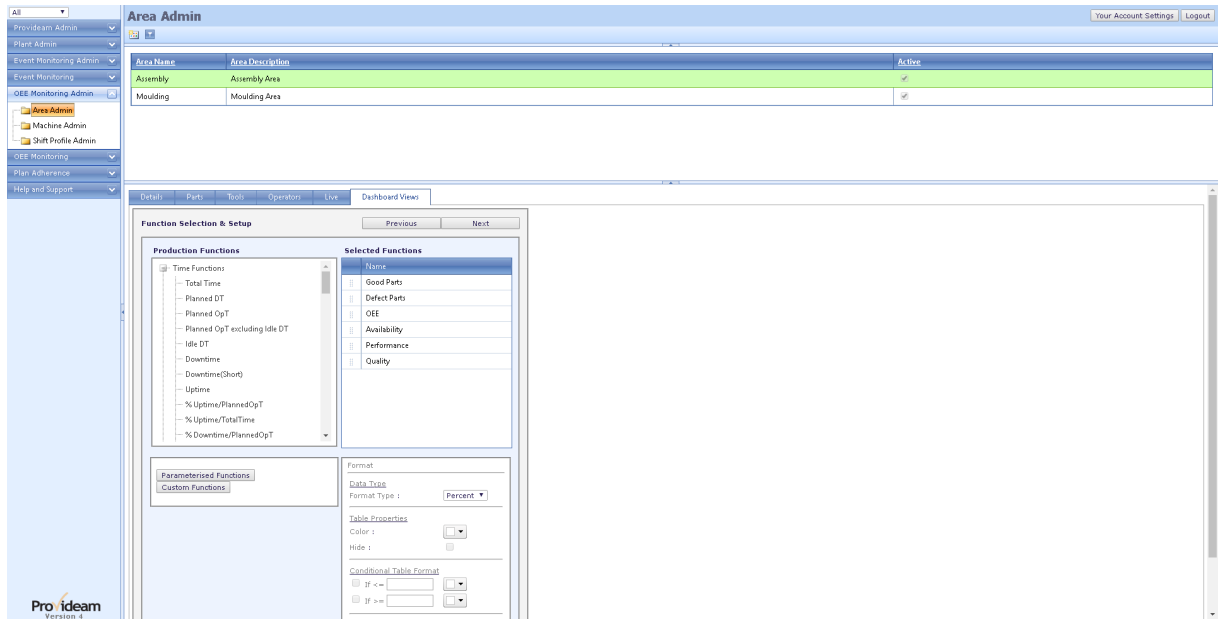 All
Area Admin
Your Account Settings Logout
Provideam Admin
Plant Admin
Event Monitoring Admin
Event Monitoring
OEE Monitoring Admin
Area Admin
Machine Admin
Shift Profile Admin
OEE Monitoring
Plan Adherence
Help and Support
Area Name Area Description Active
Assembly Assembly Area
Moulding Moulding Area
Details Parts Tools Operators Live Dashboard Views
Function Selection & Setup Previous Next
Production Functions
Time Functions
Total Time
Planned DT
Planned OpT
Planned OpT excluding Idle DT
Idle DT
Downtime
Downtime(Short)
Uptime
% Uptime/PlannedOpT
% Uptime/TotalTime
% Downtime/PlannedOpT
Selected Functions
Name
Good Parts
Defect Parts
OEE
Availability
Performance
Quality
Parameterised Functions
Custom Functions
Format
Data Type
Format Type : Percent
Table Properties
Color :
Hide :
Conditional Table Format
If <=
If >=
Provideam
Version 4